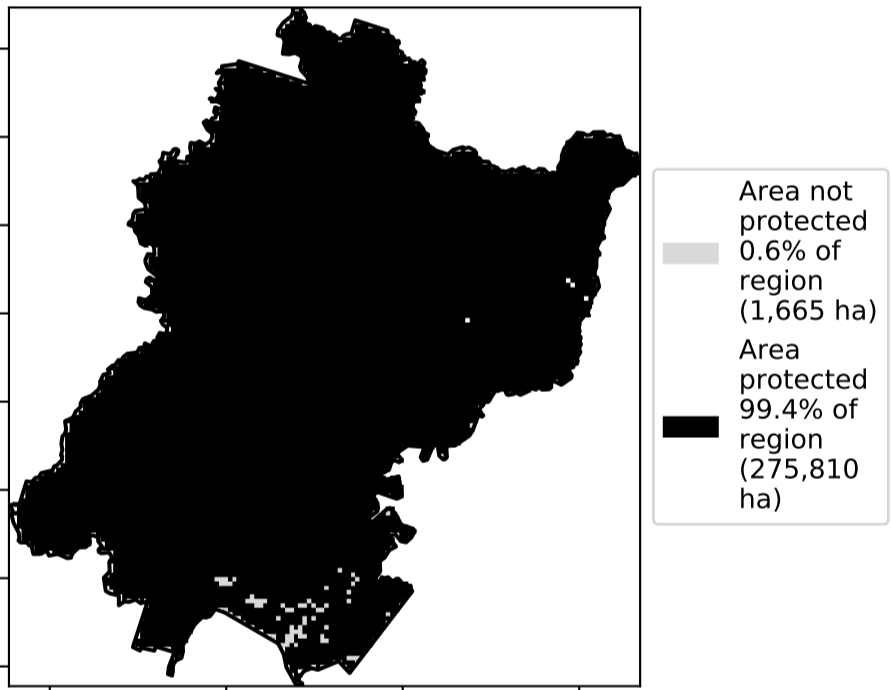 Area not
protected
0.6% of
region
(1,665 ha)
Area
protected
99.4% of
region
(275,810
ha)